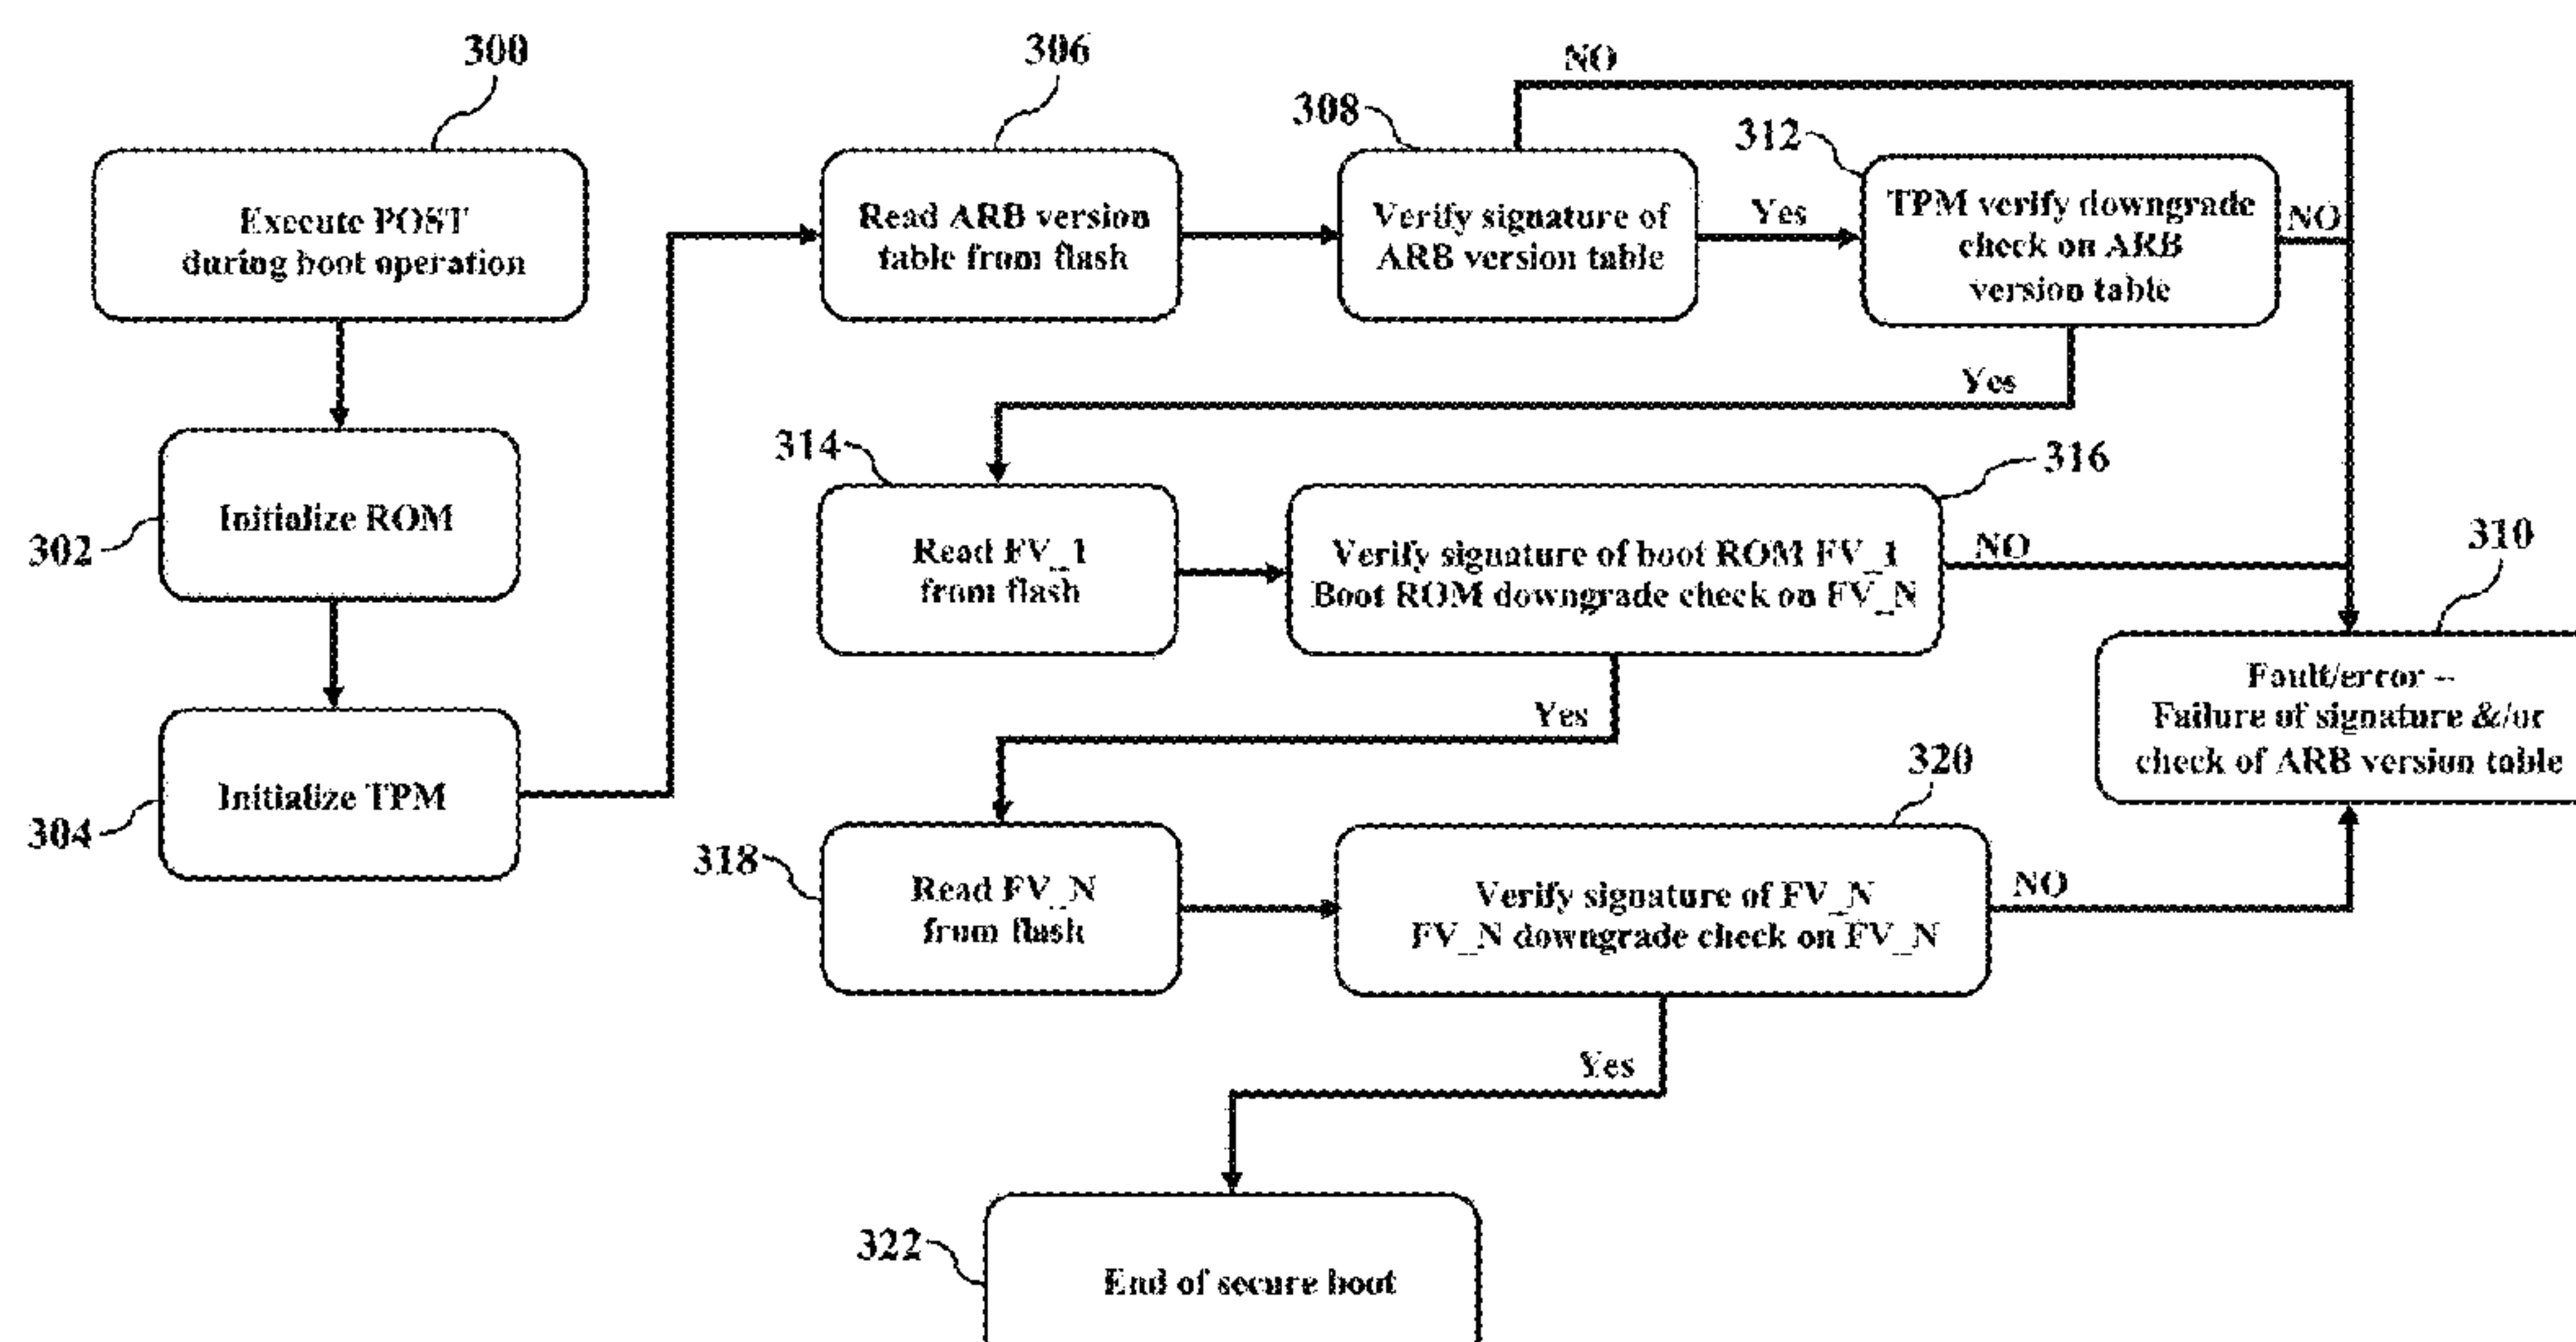 300
Execute POST
during boot operation
302
Initialize ROM
304
Initialize TPM
306
Read ARB version
table from flash
308
Verify signature of
ARB version table
NO
Yes
312
TPM verify downgrade
check on ARB
version table
NO
Yes
314
Read FV_1
from flash
316
Verify signature of boot ROM FV_1
Boot ROM downgrade check on FV_N
NO
Yes
310
Fault/error –
Failure of signature &/or
check of ARB version table
318
Read FV_N
from flash
320
Verify signature of FV_N
FV_N downgrade check on FV_N
NO
Yes
322
End of secure boot